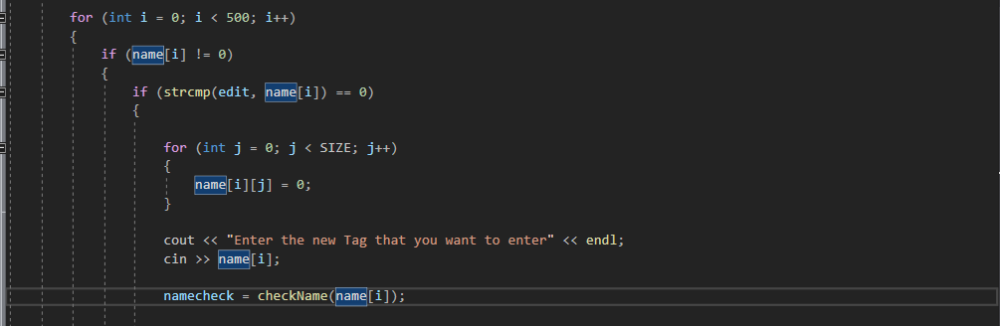 for (int i = 0; i < 500; i++)
{
if (name[i] != 0)
{
if (strcmp(edit, name[i]) == 0)
{
for (int j = 0; j < SIZE; j++)
{
name[i][j] = 0;
}
cout << "Enter the new Tag that you want to enter" << endl;
cin >> name[i];
namecheck = checkName(name[i]);